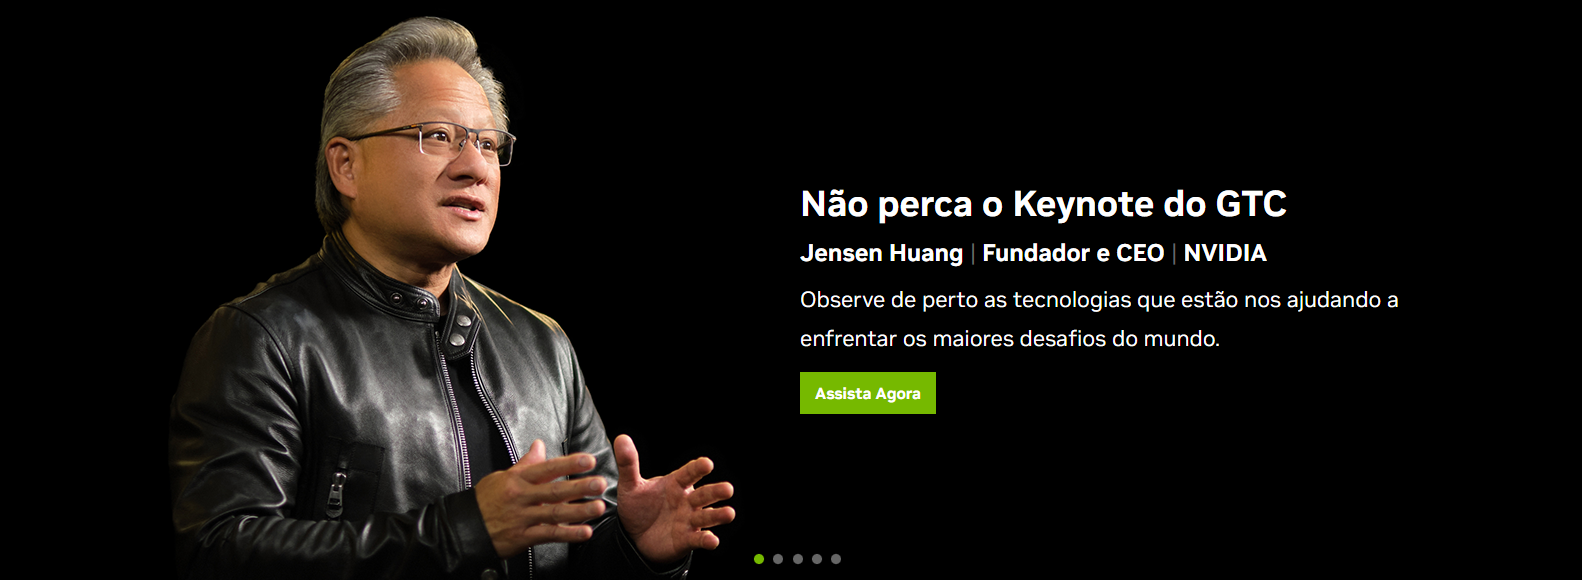 Não perca o Keynote do GTC
Jensen Huang | Fundador e CEO | NVIDIA
Observe de perto as tecnologias que estão nos ajudando a
enfrentar os maiores desafios do mundo.
Assista Agora